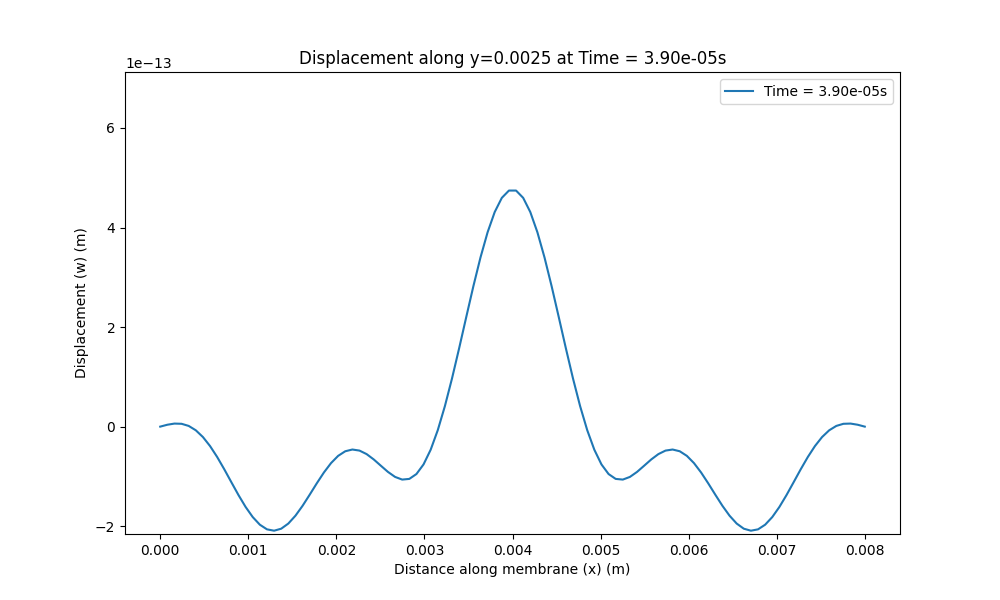 Displacement along y=0.0025 at Time = 3.90e-05s
1e−13
Time = 3.90e-05s
6
4
2
0
−2
Displacement (w) (m)
0.000 0.001 0.002 0.003 0.004 0.005 0.006 0.007 0.008
Distance along membrane (x) (m)